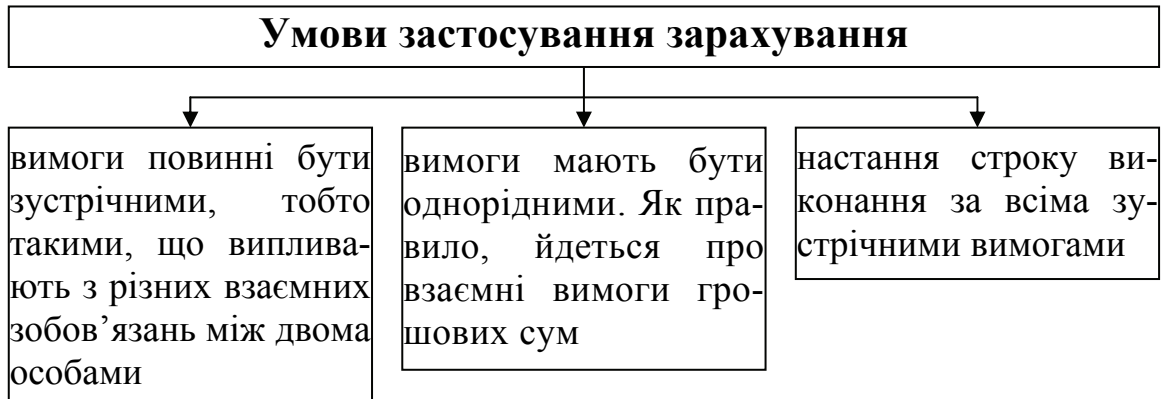 Умови застосування зарахування
вимоги повинні бути
зустрічними, тобто
такими, що виплива-
ють з різних взаємних
зобов’язань між двома
особами
вимоги мають бути
однорідними. Як пра-
вило, йдеться про
взаємні вимоги гро-
шових сум
настання строку ви-
конання за всіма зу-
стрічними вимогами